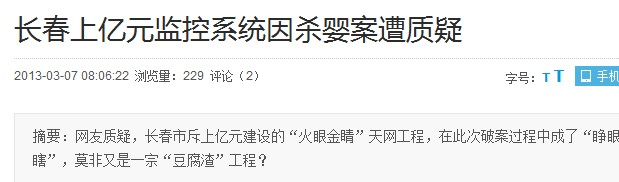 长春上亿元监控系统因杀婴案遭质疑
2013-03-07 08:06:22 浏览量：229 评论（2） 字号：T T 手机
摘要：网友质疑，长春市斥上亿元建设的“火眼金睛”天网工程，在此次破案过程中成了“睁眼
瞎”，莫非又是一宗“豆腐渣”工程？